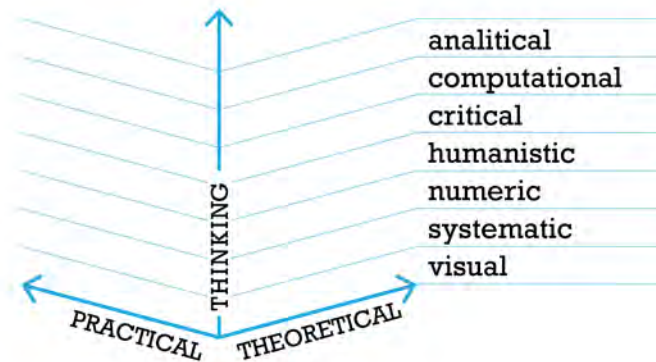 analitical
computational
critical
humanistic
numeric
systematic
visual
THINKING
PRACTICAL
THEORETICAL